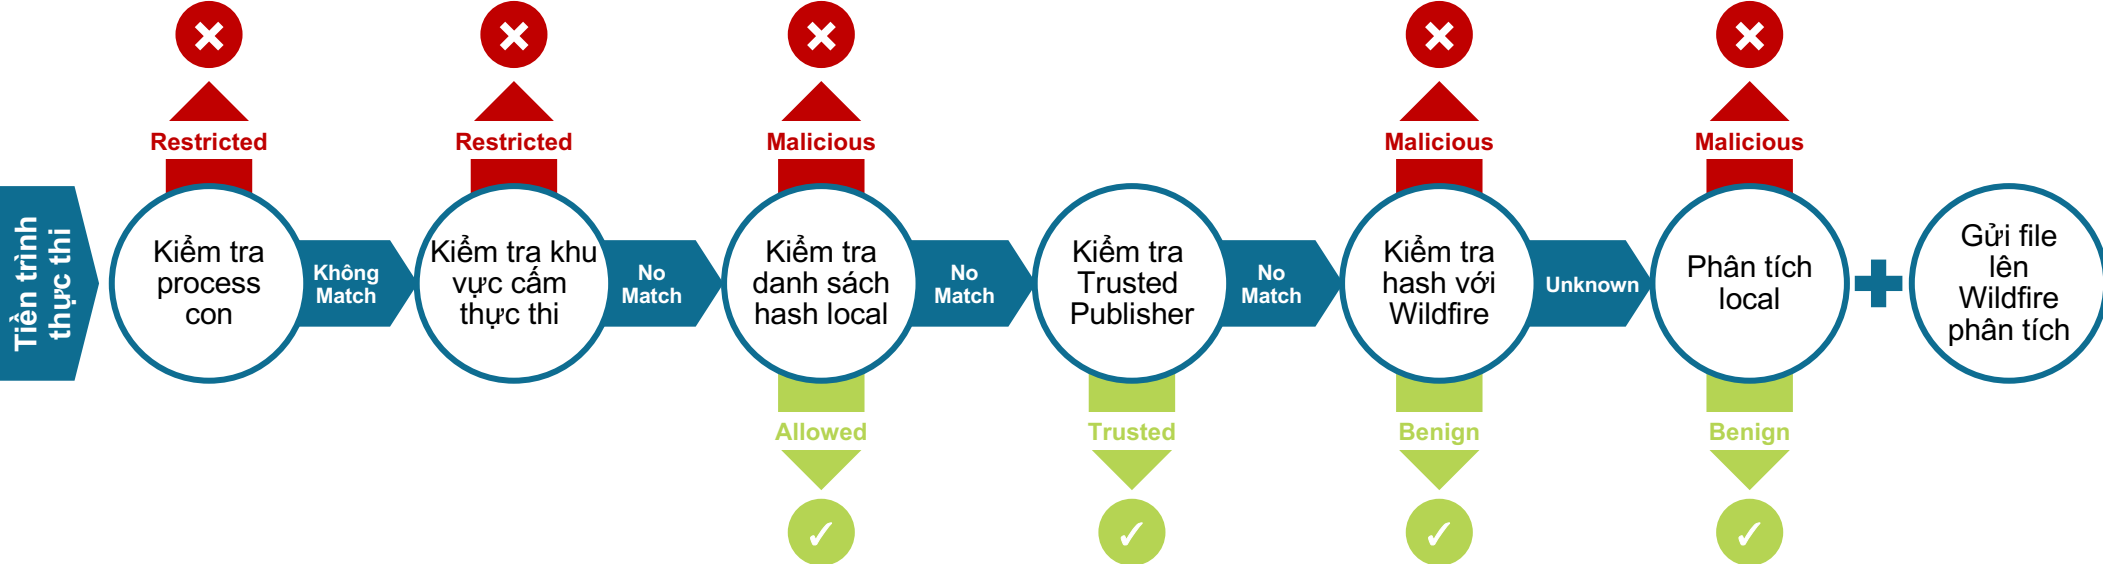 Restricted
Restricted
Malicious
Malicious
Malicious
Tiền trình
thực thi
Kiểm tra
process
con
Không
Match
Kiểm tra khu
vực cấm
thực thi
No
Match
Kiểm tra
danh sách
hash local
No
Match
Kiểm tra
Trusted
Publisher
No
Match
Kiểm tra
hash với
Wildfire
Unknown
Phân tích
local
Gửi file
lên
Wildfire
phân tích
Allowed
Trusted
Benign
Benign